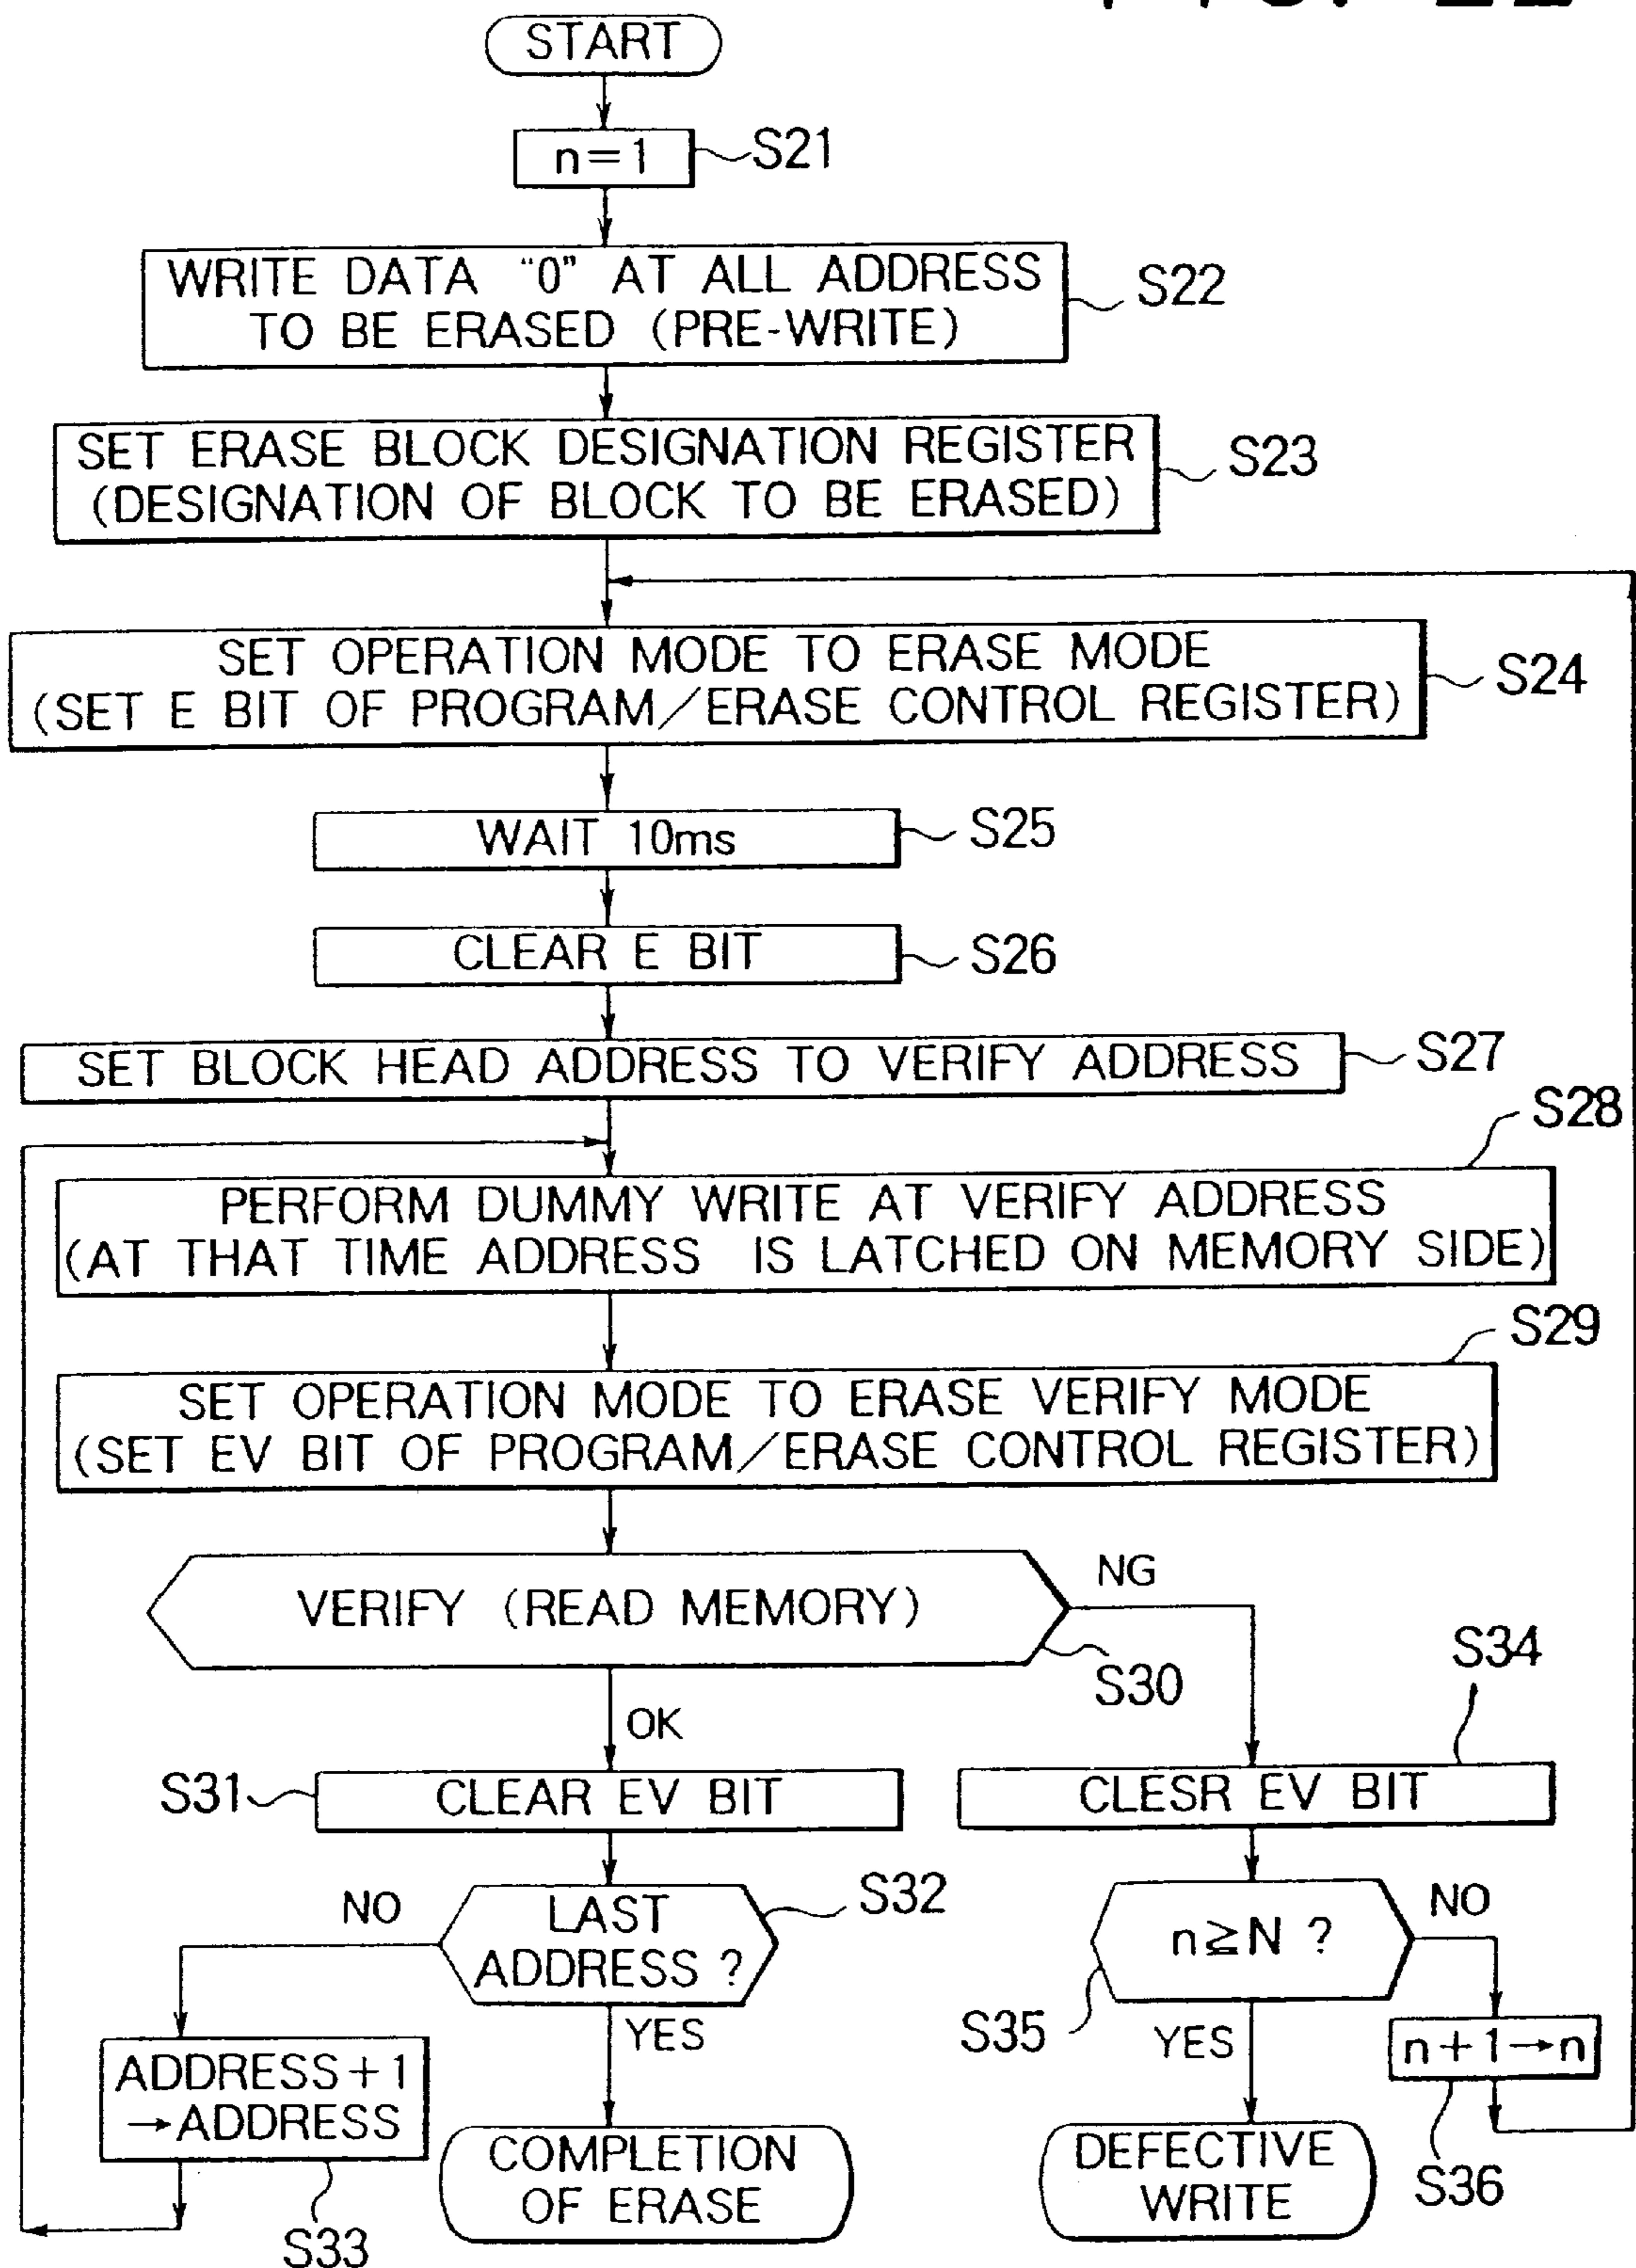 START
n=1
S21
WRITE DATA "0" AT ALL ADDRESS
TO BE ERASED (PRE-WRITE)
S22
SET ERASE BLOCK DESIGNATION REGISTER
(DESIGNATION OF BLOCK TO BE ERASED)
S23
SET OPERATION MODE TO ERASE MODE
(SET E BIT OF PROGRAM/ERASE CONTROL REGISTER)
S24
WAIT 10ms
S25
CLEAR E BIT
S26
SET BLOCK HEAD ADDRESS TO VERIFY ADDRESS
S27
S28
PERFORM DUMMY WRITE AT VERIFY ADDRESS
(AT THAT TIME ADDRESS IS LATCHED ON MEMORY SIDE)
S29
SET OPERATION MODE TO ERASE VERIFY MODE
(SET EV BIT OF PROGRAM/ERASE CONTROL REGISTER)
VERIFY (READ MEMORY)
NG
S30
S34
OK
S31
CLEAR EV BIT
CLESR EV BIT
NO
LAST
ADDRESS ?
S32
n≧N ?
NO
S35
YES
YES
n+1→n
S36
ADDRESS+1
→ADDRESS
S33
COMPLETION
OF ERASE
DEFECTIVE
WRITE